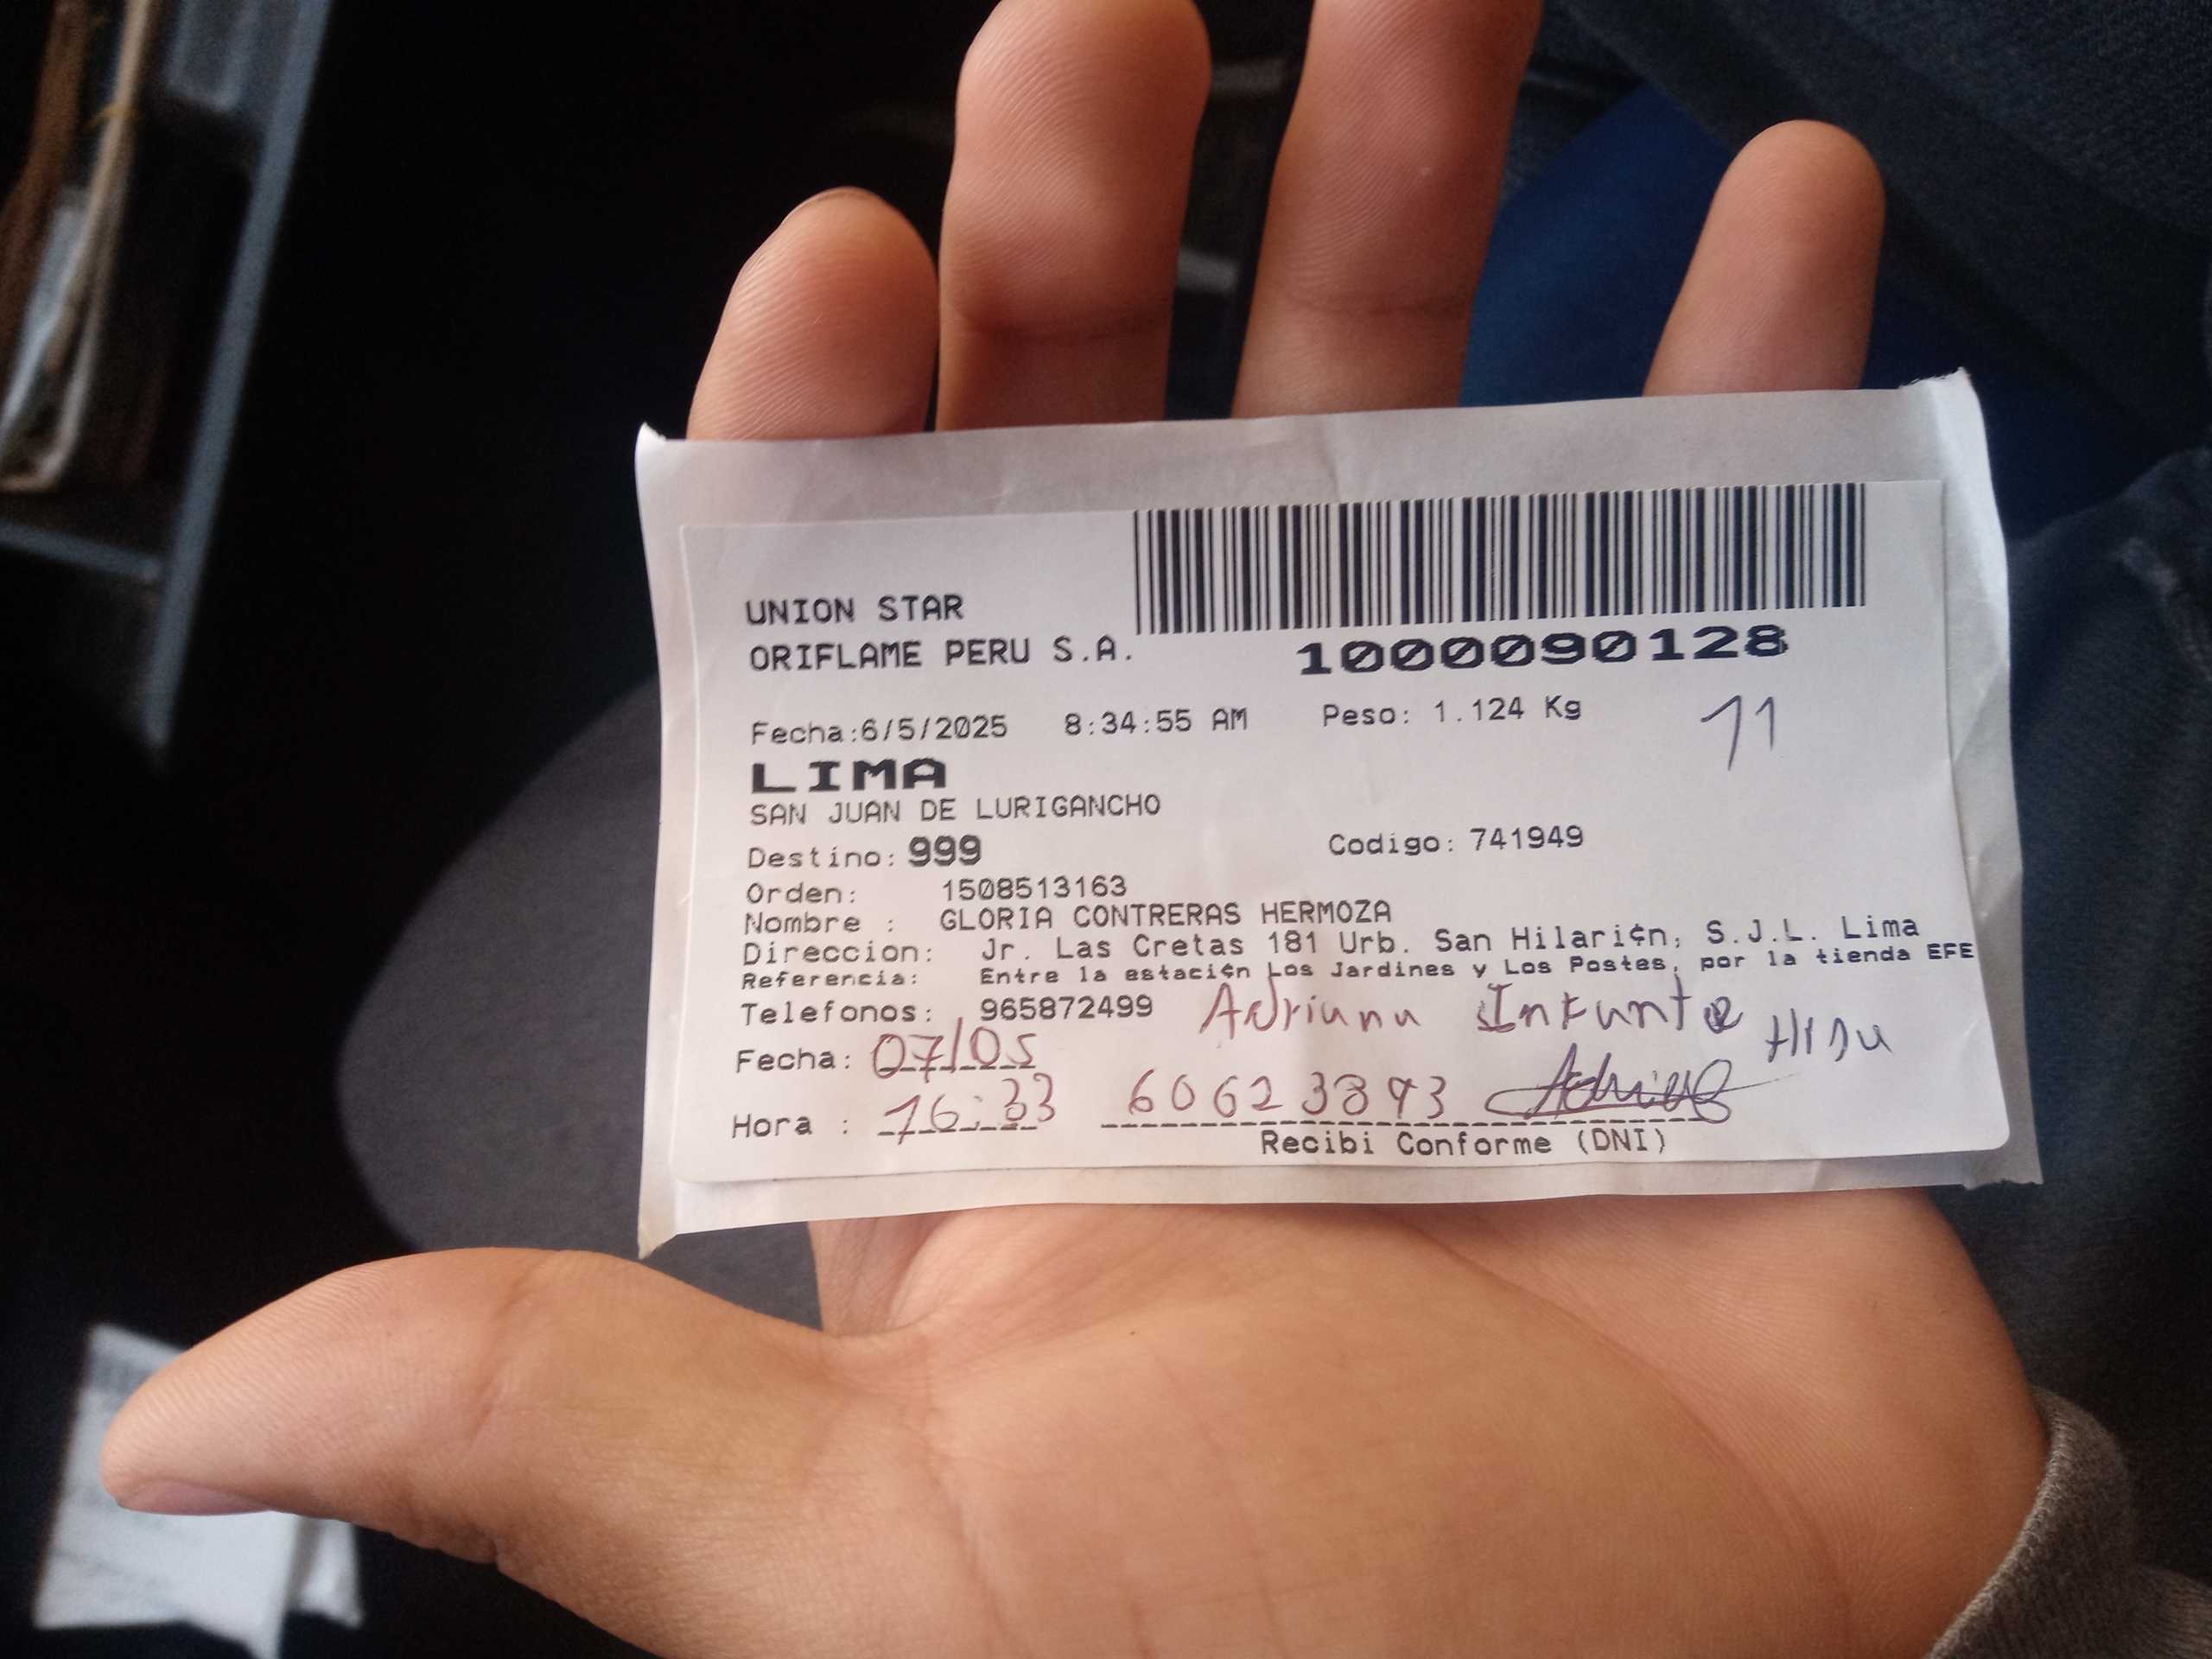 UNION STAR
ORIFLAME PERU S.A.
1000090128
Fecha:6/5/2025 8:34:55 AM Peso: 1.124 Kg
11
LIMA
SAN JUAN DE LURIGANCHO
Destino: 999 Codigo: 741949
Orden: 1508513163
Nombre : GLORIA CONTRERAS HERMOZA
Direccion: Jr. Las Cretas 181 Urb. San Hilari¢n, S.J.L. Lima
Referencia: Entre la estaci¢n Los Jardines y Los Postes, por la tienda EFE
Telefonos: 965872499 Adriana Infante Hija
Fecha: 07/05
Hora : 16:33 60623893
Recibi Conforme (DNI)